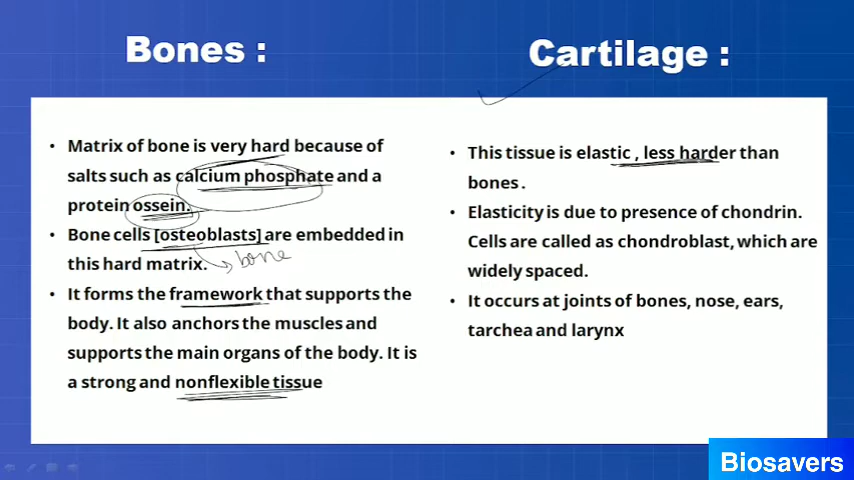 Bones :
Matrix of bone is very hard because of
salts such as calcium phosphate and a
protein ossein.
Bone cells [osteoblasts] are embedded in
this hard matrix.
bone
It forms the framework that supports the
body. It also anchors the muscles and
supports the main organs of the body. It is
a strong and nonflexible tissue
Cartilage :
This tissue is elastic , less harder than
bones .
Elasticity is due to presence of chondrin.
Cells are called as chondroblast, which are
widely spaced.
It occurs at joints of bones, nose, ears,
tarchea and larynx
Biosavers